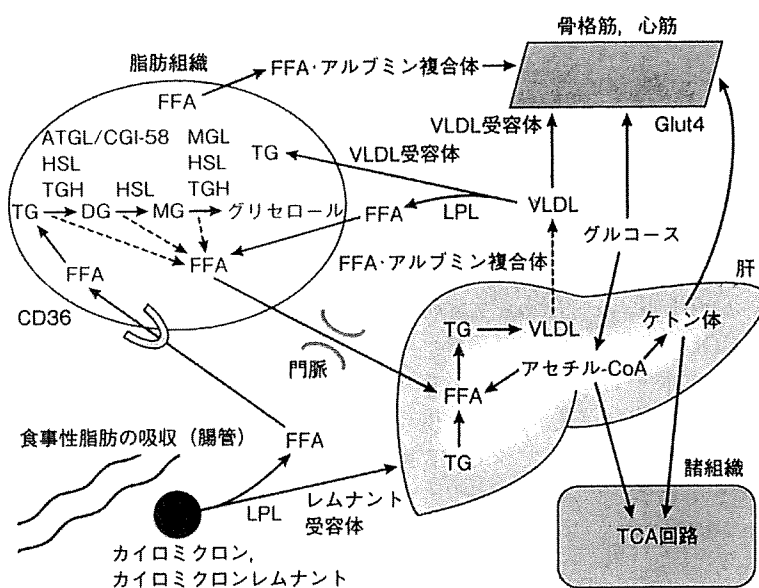 骨格筋，心筋
脂肪組織
FFA・アルブミン複合体
FFA
Glut4
ATGL/CGI-58
HSL
TGH
MGL
HSL
TGH
HSL
TG
VLDL受容体
VLDL受容体
TG
DG
MG
グリセロール
FFA
LPL
VLDL
グルコース
FFA
FFA
FFA・アルブミン複合体
肝
CD36
TG
VLDL
ケトン体
門脈
アセチル-CoA
FFA
食事性脂肪の吸収（腸管）
FFA
TG
諸組織
LPL
レムナント
受容体
TCA回路
カイロミクロン，
カイロミクロンレムナント